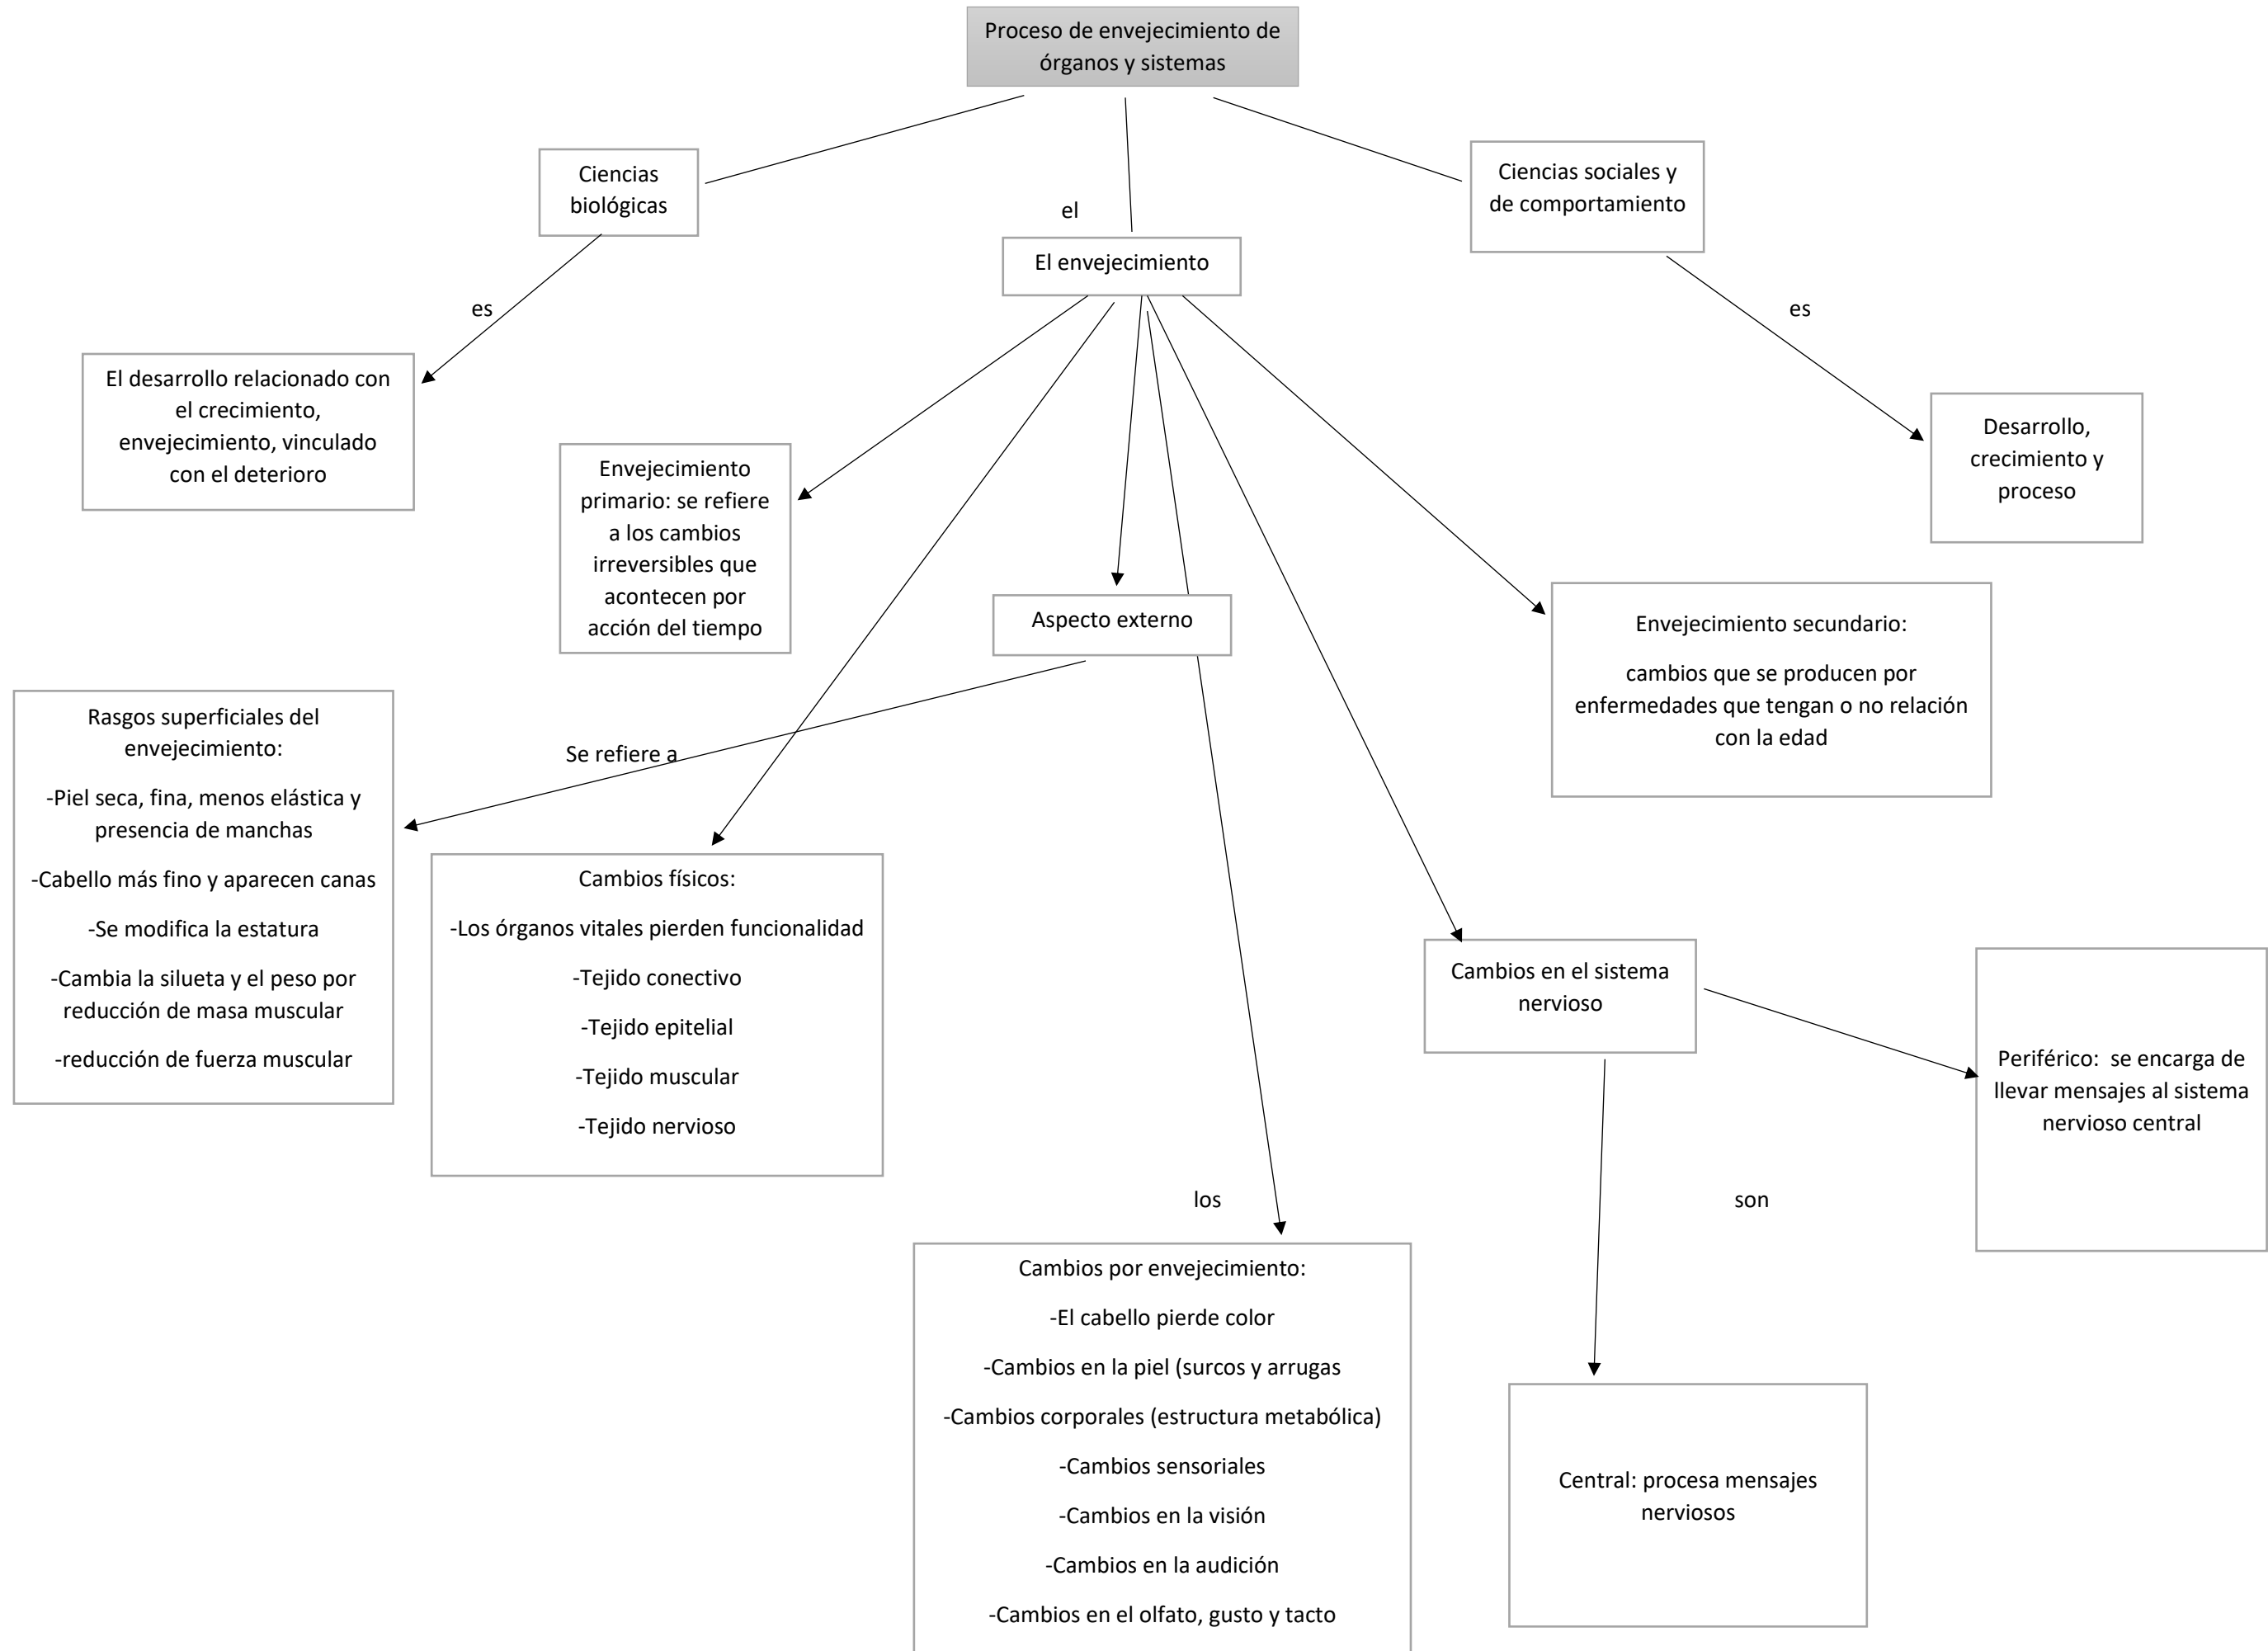 Proceso de envejecimiento de
órganos y sistemas
Ciencias
biológicas
Ciencias sociales y
de comportamiento
el
El envejecimiento
es
es
El desarrollo relacionado con
el crecimiento,
envejecimiento, vinculado
con el deterioro
Desarrollo,
crecimiento y
proceso
Envejecimiento
primario: se refiere
a los cambios
irreversibles que
acontecen por
acción del tiempo
Aspecto externo
Envejecimiento secundario:
cambios que se producen por
enfermedades que tengan o no relación
con la edad
Rasgos superficiales del
envejecimiento:
-Piel seca, fina, menos elástica y
presencia de manchas
-Cabello más fino y aparecen canas
-Se modifica la estatura
-Cambia la silueta y el peso por
reducción de masa muscular
-reducción de fuerza muscular
Se refiere a
Cambios físicos:
-Los órganos vitales pierden funcionalidad
-Tejido conectivo
-Tejido epitelial
-Tejido muscular
-Tejido nervioso
Cambios en el sistema
nervioso
Periférico:  se encarga de
llevar mensajes al sistema
nervioso central
los
son
Cambios por envejecimiento:
-El cabello pierde color
-Cambios en la piel (surcos y arrugas
-Cambios corporales (estructura metabólica)
-Cambios sensoriales
-Cambios en la visión
-Cambios en la audición
-Cambios en el olfato, gusto y tacto
Central: procesa mensajes
nerviosos